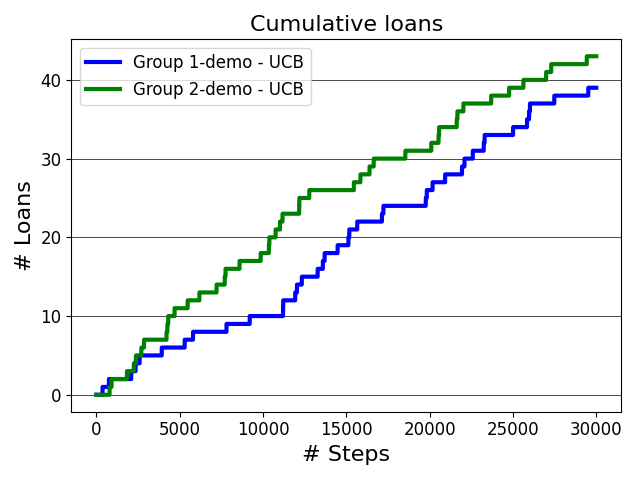 Cumulative loans
Group 1-demo - UCB
Group 2-demo - UCB
# Loans
40
30
20
10
0
0 5000 10000 15000 20000 25000 30000
# Steps